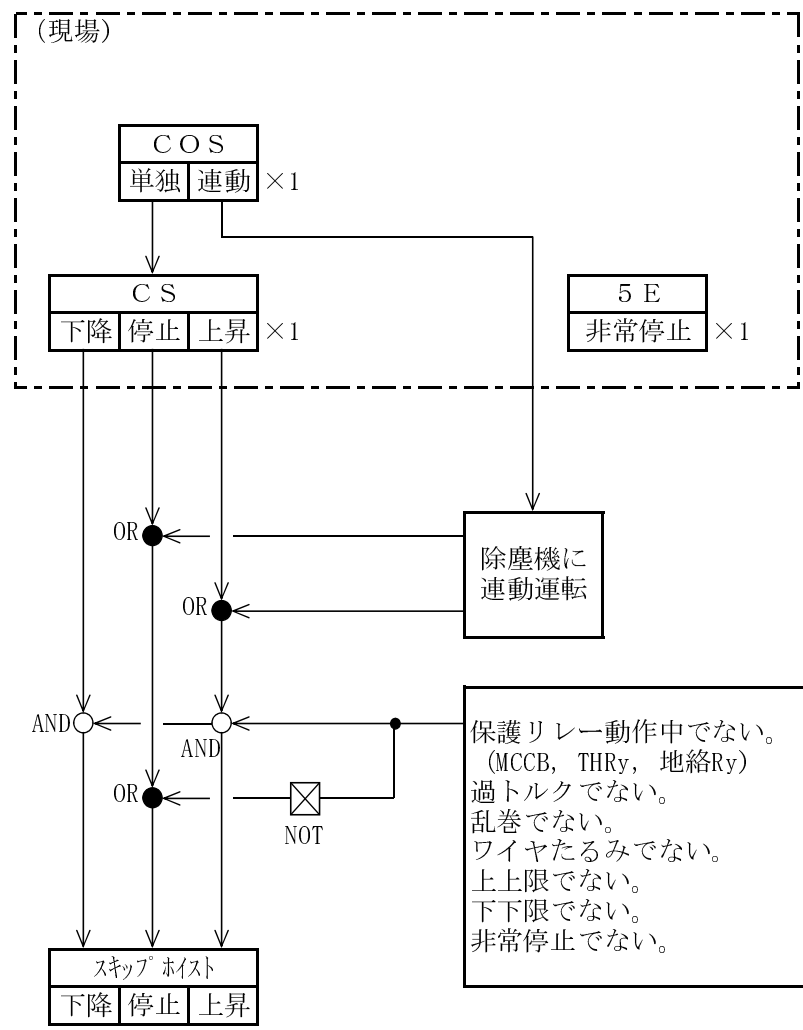 (現場)
ＣＯＳ
単独 連動 ×1
ＣＳ
下降 停止 上昇 ×1
５Ｅ
非常停止 ×1
OR
除塵機に
連動運転
OR
AND
AND
OR
NOT
保護リレー動作中でない。
(MCCB, THRy, 地絡Ry)
過トルクでない。
乱巻でない。
ワイヤたるみでない。
上上限でない。
下下限でない。
非常停止でない。
ｽｷｯﾌﾟ ﾎｲｽﾄ
下降 停止 上昇